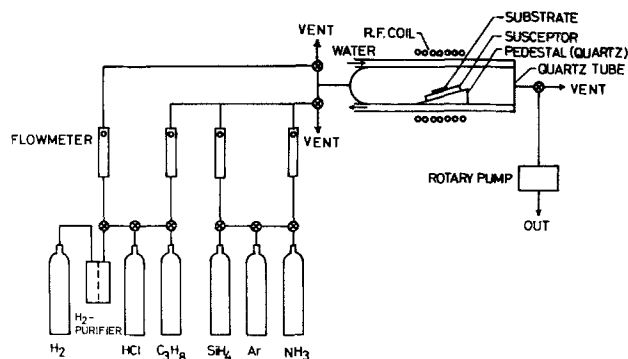 SUBSTRATE
R.F. COIL
SUSCEPTOR
VENT
WATER
PEDESTAL (QUARTZ)
QUARTZ TUBE
VENT
FLOWMETER
VENT
ROTARY PUMP
OUT
H2-
PURIFIER
H2
HCl
C3H8
SiH4
Ar
NH3